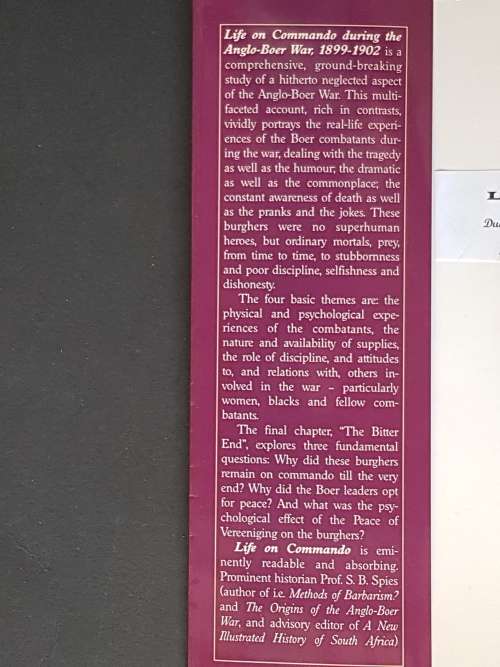 Life on Commando during the
Anglo-Boer War, 1899-1902 is a
comprehensive, ground-breaking
study of a hitherto neglected aspect
of the Anglo-Boer War. This multi-
faceted account, rich in contrasts,
vividly portrays the real-life experi-
ences of the Boer combatants dur-
ing the war, dealing with the tragedy
as well as the humour; the dramatic
as well as the commonplace; the
constant awareness of death as well
as the pranks and the jokes. These
burghers were no superhuman
heroes, but ordinary mortals, prey,
from time to time, to stubbornness
and poor discipline, selfishness and
dishonesty.
The four basic themes are: the
physical and psychological expe-
riences of the combatants, the
nature and availability of supplies,
the role of discipline, and attitudes
to, and relations with, others in-
volved in the war – particularly
women, blacks and fellow com-
batants.
The final chapter, "The Bitter
End", explores three fundamental
questions: Why did these burghers
remain on commando till the very
end? Why did the Boer leaders opt
for peace? And what was the psy-
chological effect of the Peace of
Vereeniging on the burghers?
Life on Commando is emi-
nently readable and absorbing.
Prominent historian Prof. S. B. Spies
(author of i.e. Methods of Barbarism?
and The Origins of the Anglo-Boer
War, and advisory editor of A New
Illustrated History of South Africa)